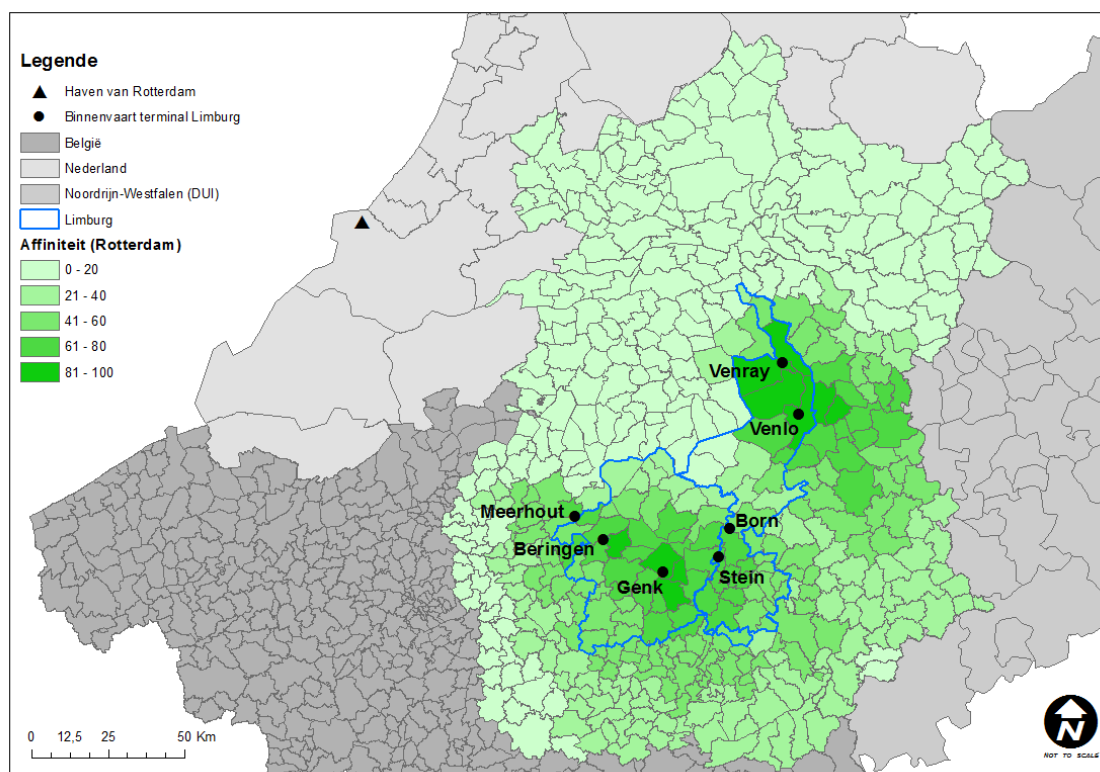 Legende
Haven van Rotterdam
Binnenvaart terminal Limburg
België
Nederland
Noordrijn-Westfalen (DUI)
Limburg
Affiniteit (Rotterdam)
0 - 20
21 - 40
41 - 60
61 - 80
81 - 100
Venray
Venlo
Meerhout
Born
Beringen
Stein
Genk
0 12,5 25 50 Km
N
NOT TO SCALE